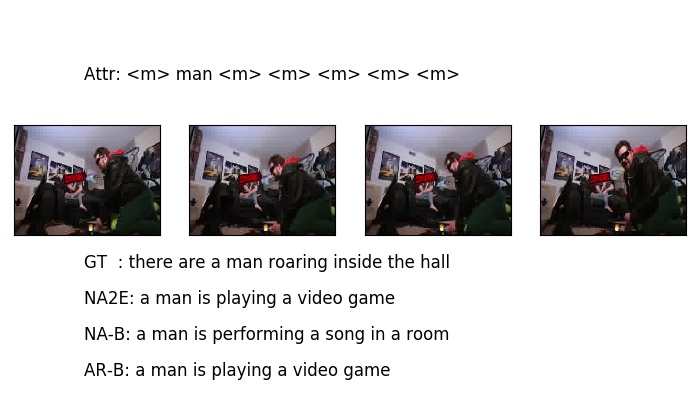 Attr: <m> man <m> <m> <m> <m> <m>
GT : there are a man roaring inside the hall
NA2E: a man is playing a video game
NA-B: a man is performing a song in a room
AR-B: a man is playing a video game